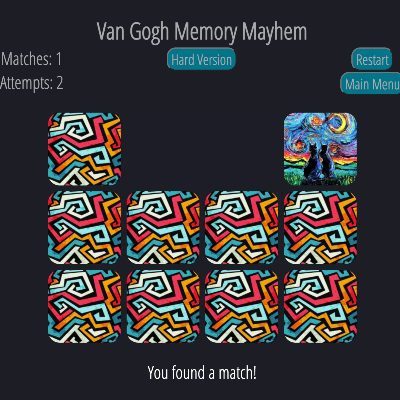 Van Gogh Memory Mayhem
Matches: 1
Hard Version
Restart
Attempts: 2
Main Menu
You found a match!